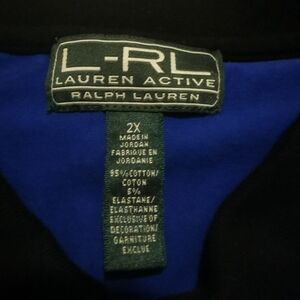 L-RL
LAUREN ACTIVE
RALPH LAUREN
2X
MADE IN
JORDAN
FABRIQUE EN
JORDANIE
95% COTTON/
COTON
5%
ELASTANE/
ELASTHANNE
EXCLUSIVE OF
DECORATION/
GARNITURE
EXCLUE